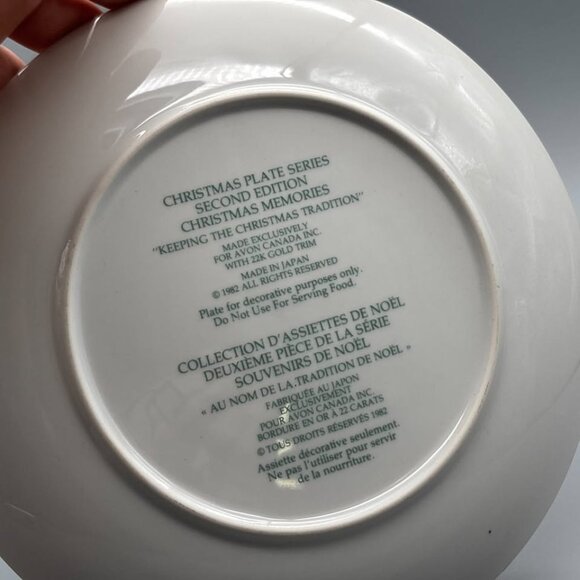 CHRISTMAS PLATE SERIES
SECOND EDITION
CHRISTMAS MEMORIES
"KEEPING THE CHRISTMAS TRADITION"
MADE EXCLUSIVELY
FOR AVON CANADA INC.
WITH 22K GOLD TRIM
MADE IN JAPAN
© 1982 ALL RIGHTS RESERVED
Plate for decorative purposes only.
Do Not Use For Serving Food.
COLLECTION D'ASSIETTES DE NOËL
DEUXIÈME PIÈCE DE LA SÉRIE
SOUVENIRS DE NOËL
« AU NOM DE LA TRADITION DE NOËL »
FABRIQUÉE AU JAPON
EXCLUSIVEMENT
POUR AVON CANADA INC.
BORDURE EN OR À 22 CARATS
© TOUS DROITS RÉSERVÉS 1982
Assiette décorative seulement.
Ne pas l'utiliser pour servir
de la nourriture.